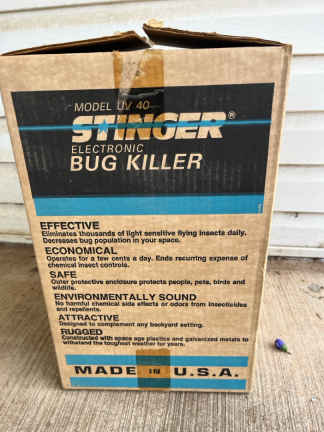 MODEL UV 40
STINGER®
ELECTRONIC
BUG KILLER
EFFECTIVE
Eliminates thousands of light sensitive flying insects daily.
Decreases bug population in your space.
ECONOMICAL
Operates for a few cents a day. Ends recurring expense of
chemical insect controls.
SAFE
Outer protective enclosure protects people, pets, birds and
wildlife.
ENVIRONMENTALLY SOUND
No harmful chemical side effects or odors from insecticides
and repellents.
ATTRACTIVE
Designed to complement any backyard setting.
RUGGED
Constructed with space age plastics and galvanized metals to
withstand the toughest weather for years.
MADE IN U.S.A.